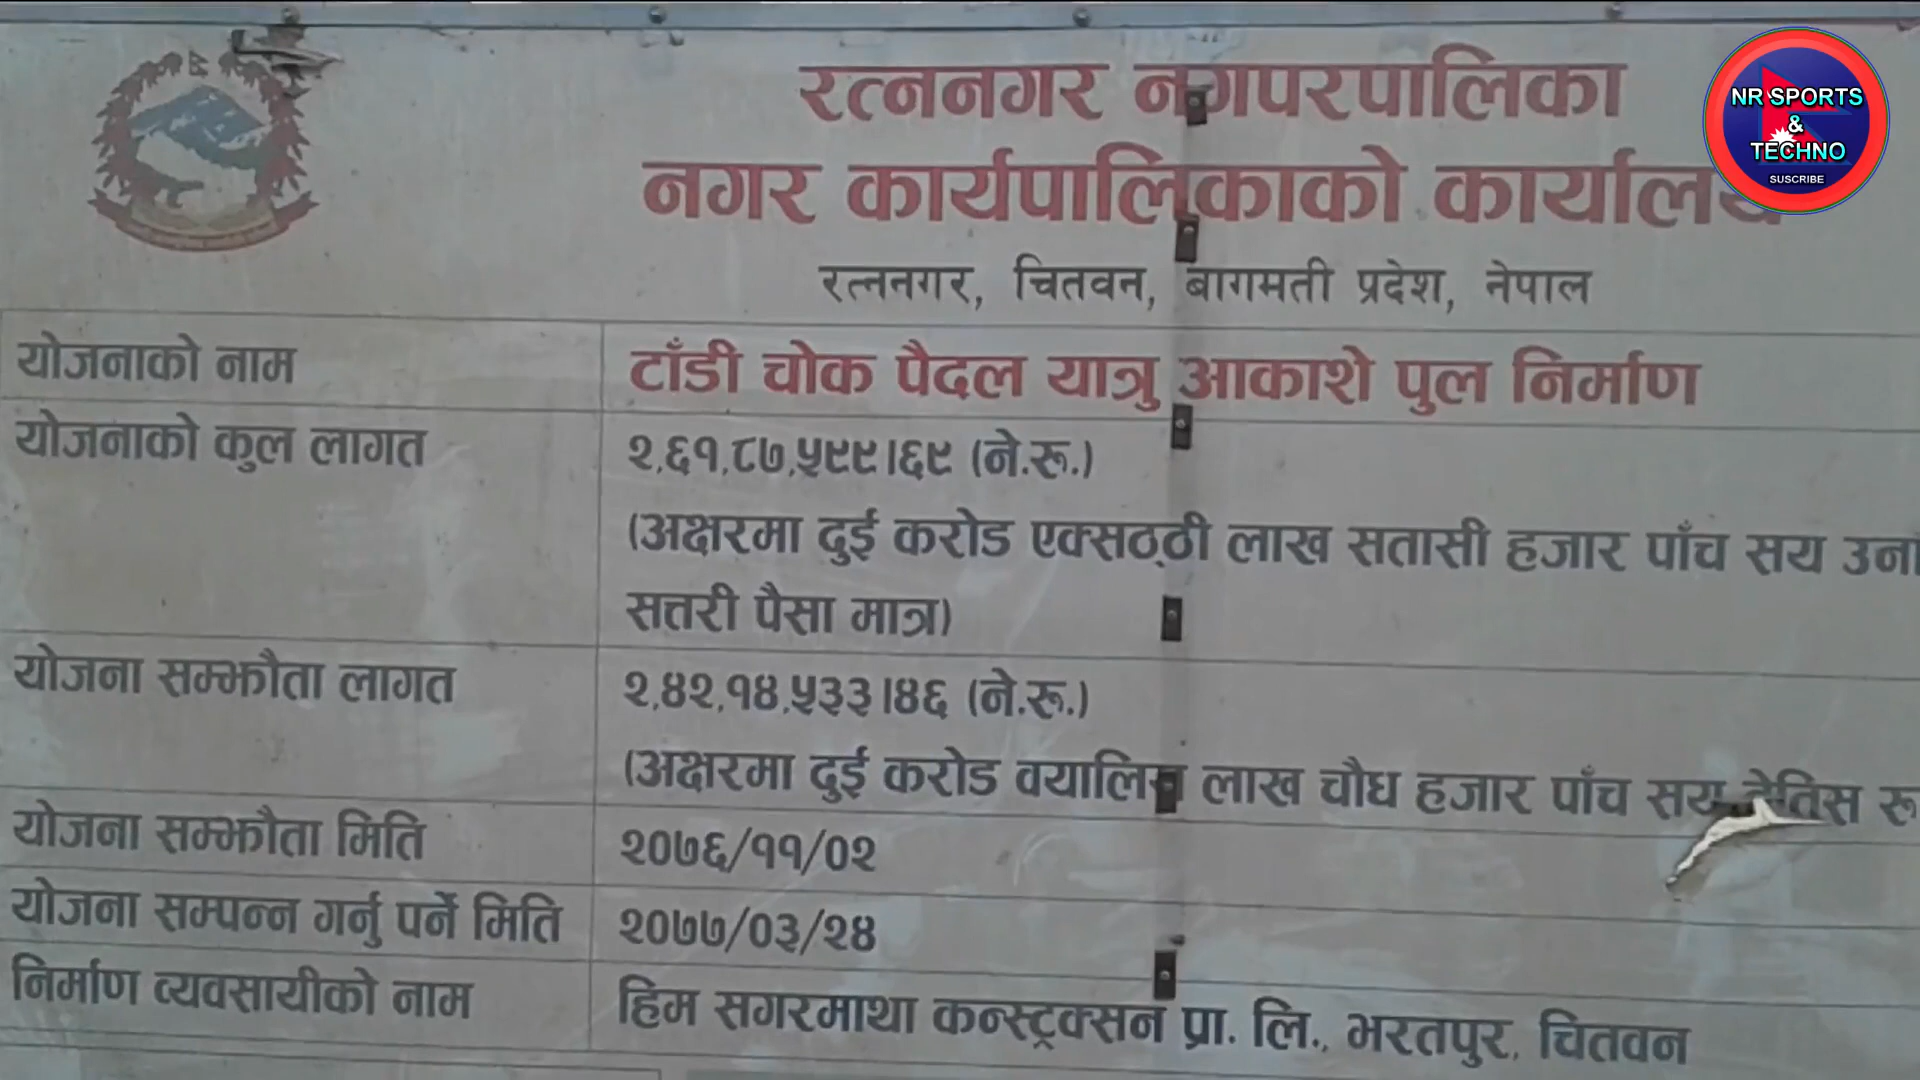 रत्ननगर नगपरपालिका
नगर कार्यपालिकाको कार्यालय
रत्ननगर, चितवन, बागमती प्रदेश, नेपाल
योजनाको नाम टाँडी चोक पैदल यात्रु आकाशे पुल निर्माण
योजनाको कुल लागत २,६१,८७,५९९।६९ (ने.रू.)
(अक्षरमा दुई करोड एक्सठ्ठी लाख सतासी हजार पाँच सय
सत्तरी पैसा मात्र)
योजना सम्झौता लागत २,४२,१४,५३३।४६ (ने.रू.)
(अक्षरमा दुई करोड वयालिस लाख चौध हजार पाँच सय तेतिस रू
योजना सम्झौता मिति २०७६/११/०२
योजना सम्पन्न गर्नु पर्ने मिति २०७७/०३/२४
निर्माण व्यवसायीको नाम हिम सगरमाथा कन्स्ट्रक्सन प्रा. लि., भरतपुर, चितवन
NR SPORTS
&
TECHNO
SUSCRIBE